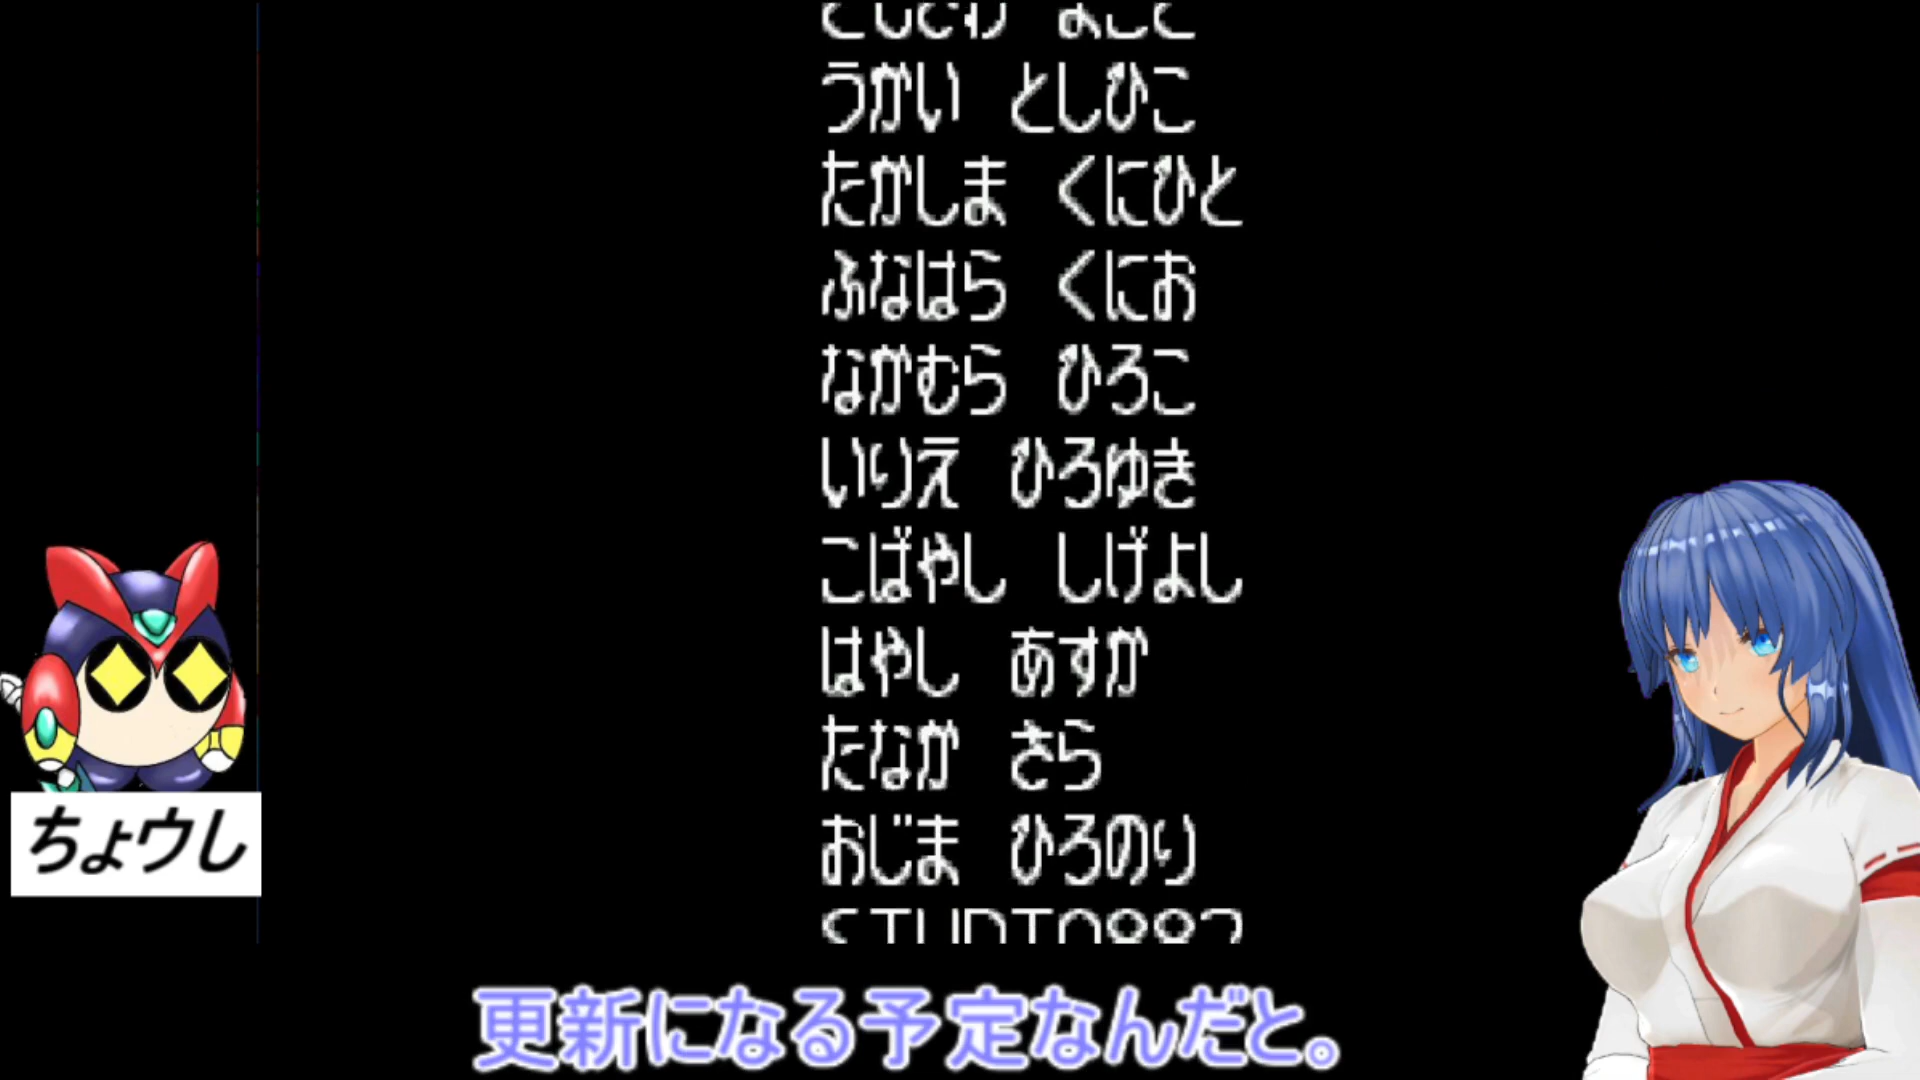 うかい としひこ
たかしま くにひと
ふなはら くにお
なかむら ひろこ
いりえ ひろゆき
こばやし しげよし
はやし あすか
たなか さら
おじま ひろのり
ちょウし
更新になる予定なんだと。